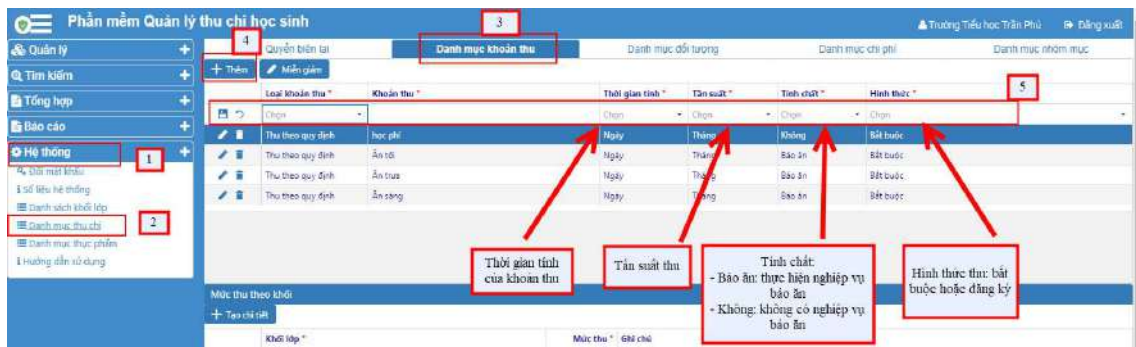 Phần mềm Quản lý thu chi học sinh
Trường Tiểu học Trần Phú
Đăng xuất
3
4
Quản lý
Tìm kiếm
Tổng hợp
Báo cáo
Hệ thống
1
Đổi mật khẩu
Số liệu hệ thống
Danh sách khối lớp
Danh mục thu chi
2
Danh mục thực phẩm
Hướng dẫn sử dụng
Quyển biên lai
Danh mục khoản thu
Danh mục đối tượng
Danh mục chi phí
Danh mục nhóm mục
+ Thêm
Miễn giảm
5
Loại khoản thu * Khoản thu * Thời gian tính * Tần suất * Tính chất * Hình thức *
Chọn Chọn Chọn Chọn Chọn
Thu theo quy định học phí Ngày Tháng Không Bắt buộc
Thu theo quy định Ăn tối Ngày Tháng Báo ăn Bắt buộc
Thu theo quy định Ăn trưa Ngày Tháng Báo ăn Bắt buộc
Thu theo quy định Ăn sáng Ngày Tháng Báo ăn Bắt buộc
Thời gian tính
của khoản thu
Tần suất thu
Tính chất:
- Báo ăn: thực hiện nghiệp vụ
báo ăn
- Không: không có nghiệp vụ
báo ăn
Hình thức thu: bắt
buộc hoặc đăng ký
Mức thu theo khối
+ Tạo chi tiết
Khối lớp * Mức thu * Ghi chú